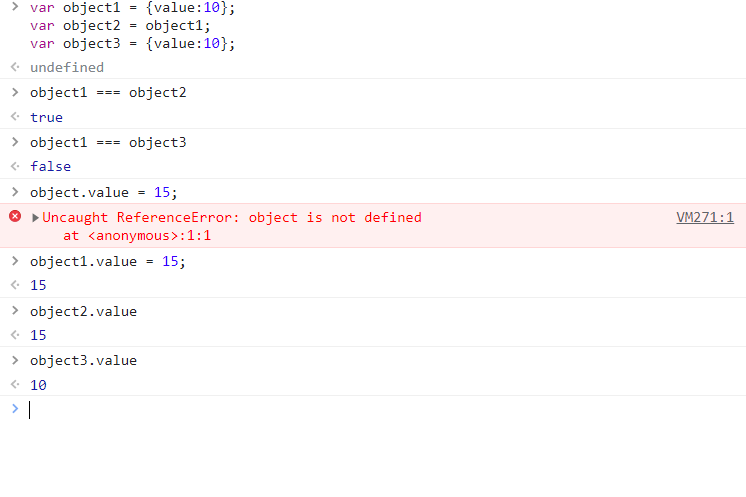 var object1 = {value:10};
var object2 = object1;
var object3 = {value:10};
undefined
object1 === object2
true
object1 === object3
false
object.value = 15;
Uncaught ReferenceError: object is not defined VM271:1
at <anonymous>:1:1
object1.value = 15;
15
object2.value
15
object3.value
10